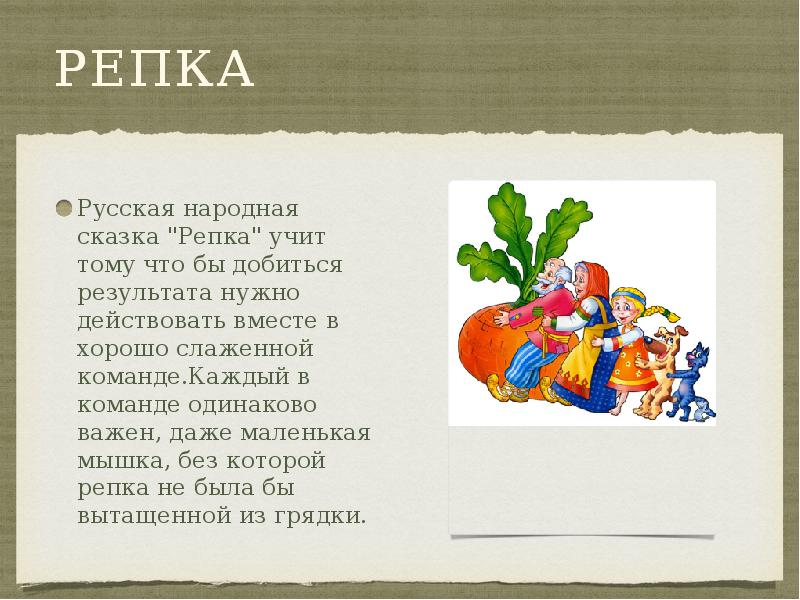 РЕПКА
Русская народная
сказка "Репка" учит
тому что бы добиться
результата нужно
действовать вместе в
хорошо слаженной
команде.Каждый в
команде одинаково
важен, даже маленькая
мышка, без которой
репка не была бы
вытащенной из грядки.